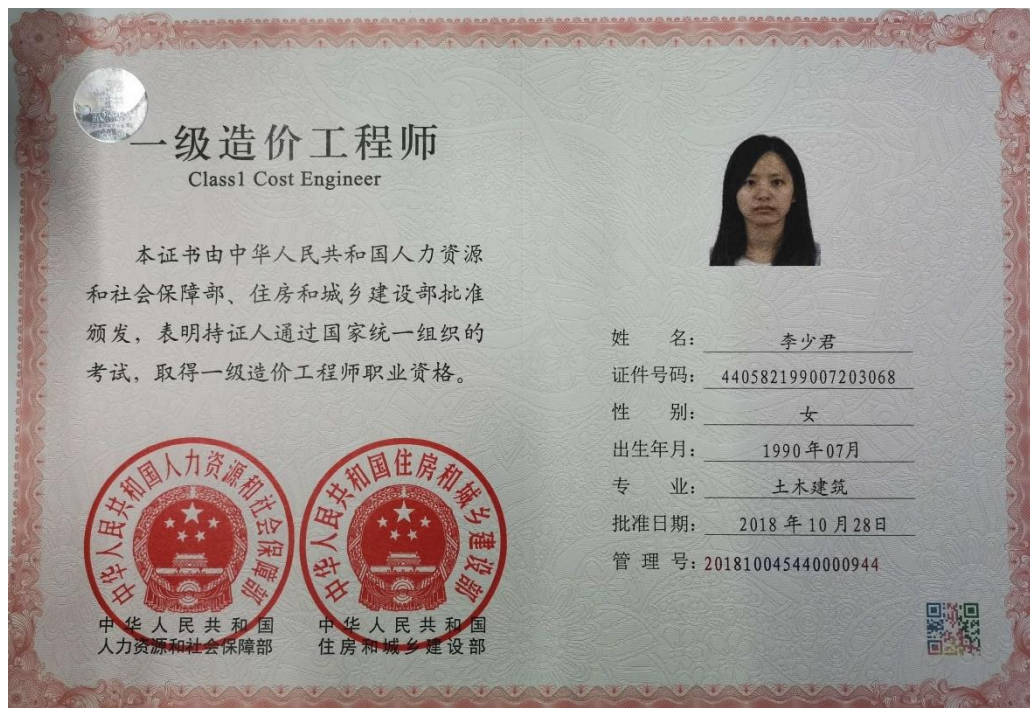 一级造价工程师
Class1 Cost Engineer
本证书由中华人民共和国人力资源
和社会保障部、住房和城乡建设部批准
颁发，表明持证人通过国家统一组织的
考试，取得一级造价工程师职业资格。
中华人民共和国人力资源和社会保障部
中华人民共和国住房和城乡建设部
中华人民共和国
人力资源和社会保障部
中华人民共和国
住房和城乡建设部
姓 名：李少君
证件号码：440582199007203068
性 别：女
出生年月：1990年07月
专 业：土木建筑
批准日期：2018年10月28日
管 理 号：201810045440000944